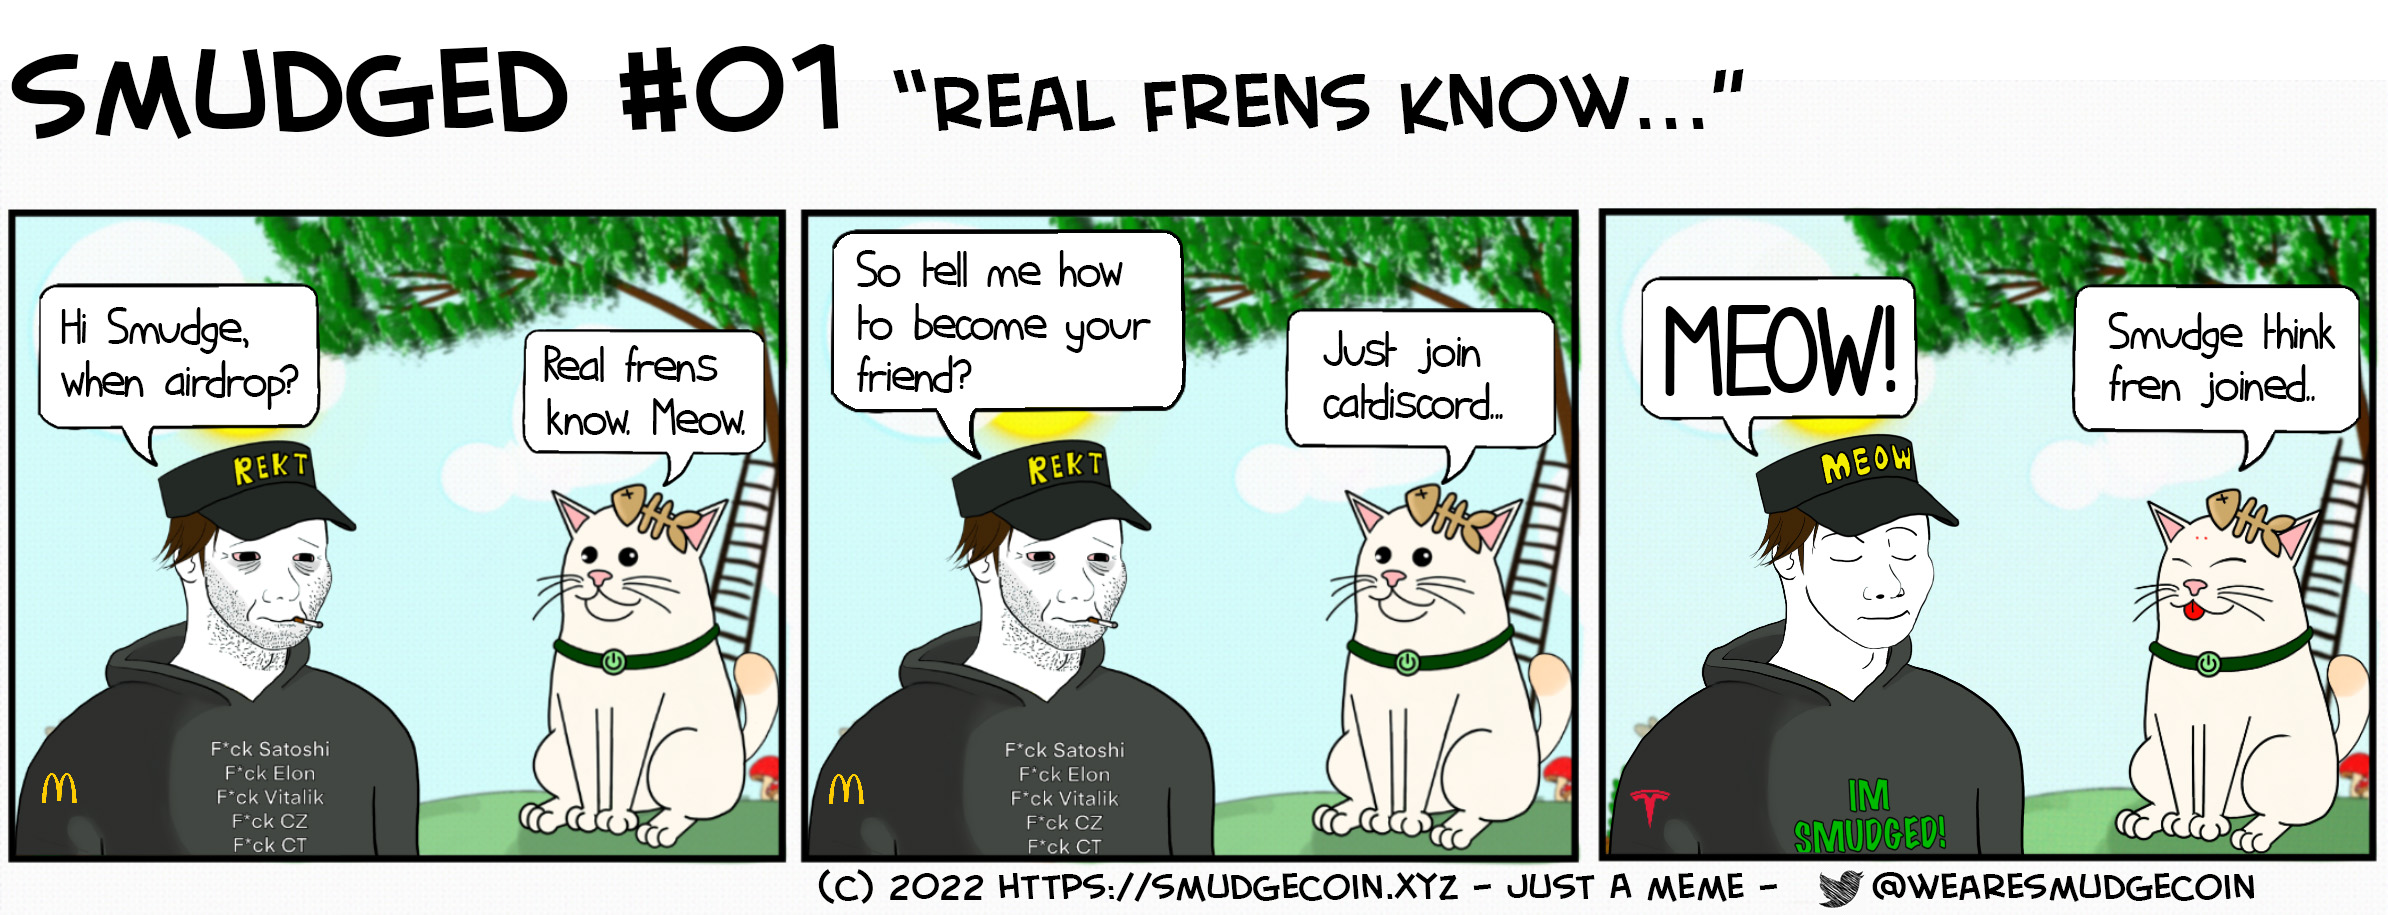 SMUDGED #01 "REAL FRENS KNOW..."
Hi Smudge,
when airdrop?
Real frens
know. Meow.
REKT
F*ck Satoshi
F*ck Elon
F*ck Vitalik
F*ck CZ
F*ck CT
So tell me how
to become your
friend?
Just join
catdiscord...
REKT
F*ck Satoshi
F*ck Elon
F*ck Vitalik
F*ck CZ
F*ck CT
MEOW!
Smudge think
fren joined..
MEOW
IM
SMUDGED!
(C) 2022 HTTPS://SMUDGECOIN.XYZ - JUST A MEME - @WEARESMUDGECOIN